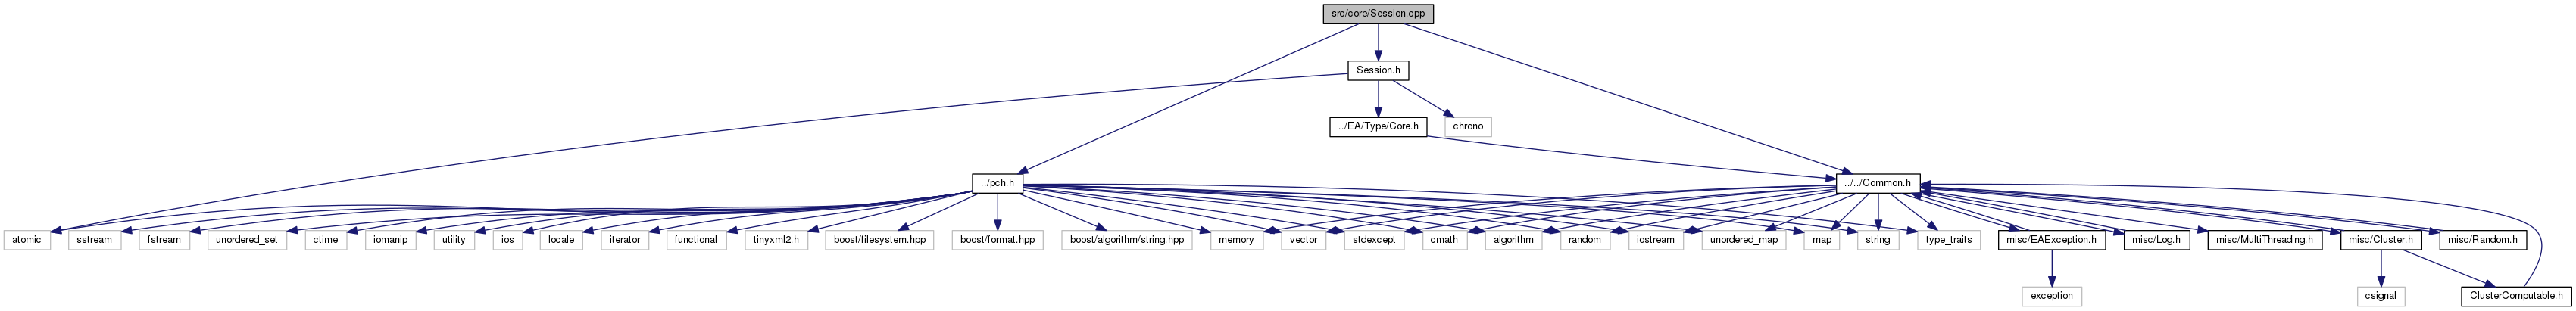 src/core/Session.cpp
Session.h
../EA/Type/Core.h
chrono
../pch.h
../../Common.h
atomic
sstream
fstream
unordered_set
ctime
iomanip
utility
ios
locale
iterator
functional
tinyxml2.h
boost/filesystem.hpp
boost/format.hpp
boost/algorithm/string.hpp
memory
vector
stdexcept
cmath
algorithm
random
iostream
unordered_map
map
string
type_traits
misc/EAException.h
misc/Log.h
misc/MultiThreading.h
misc/Cluster.h
misc/Random.h
exception
csignal
ClusterComputable.h